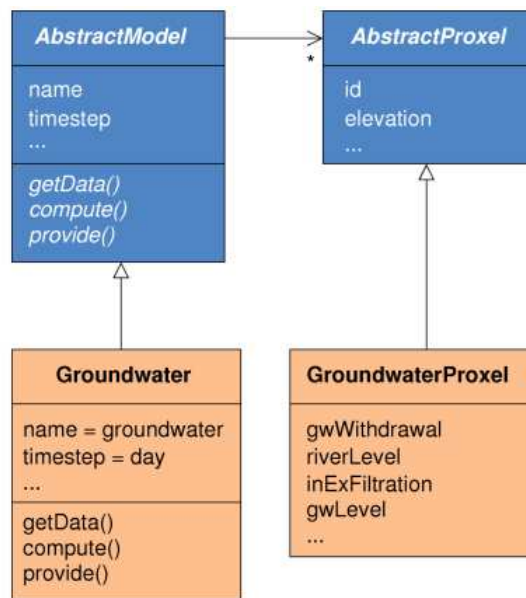 AbstractModel
name
timestep
...
getData()
compute()
provide()
*
AbstractProxel
id
elevation
...
Groundwater
name = groundwater
timestep = day
...
getData()
compute()
provide()
GroundwaterProxel
gwWithdrawal
riverLevel
inExFiltration
gwLevel
...